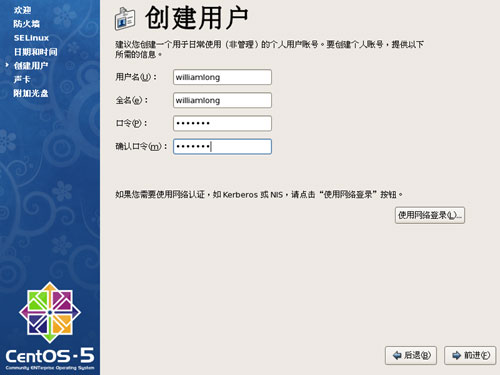 欢迎
防火墙
SELinux
日期和时间
创建用户
声卡
附加光盘
创建用户
建议您创建一个用于日常使用（非管理）的个人用户账号。要创建个人账号，提供以下
所需的信息。
用户名(U)： williamlong
全名(e)： williamlong
口令(P)： •••••••
确认口令(m)： •••••••
如果您需要使用网络认证，如 Kerberos 或 NIS，请点击“使用网络登录”按钮。
使用网络登录(L)...
CentOS-5
Community ENTerprise Operating System
后退(B) 前进(F)